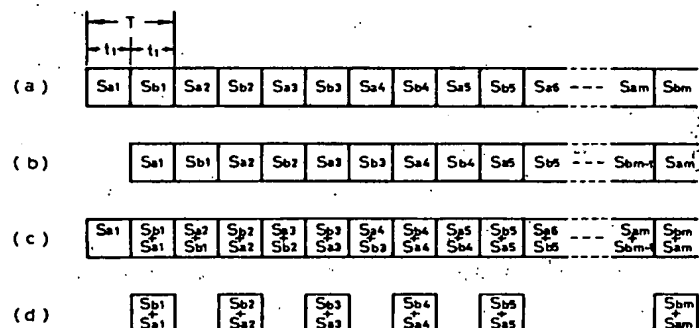 T
t1 t1
(a) Sa1 Sb1 Sa2 Sb2 Sa3 Sb3 Sa4 Sb4 Sa5 Sb5 Sa6 ---- Sam Sbm
(b) Sa1 Sb1 Sa2 Sb2 Sa3 Sb3 Sa4 Sb4 Sa5 Sb5 --- Sbm-1 Sam
(c) Sa1 Sb1 Sa2 Sb2 Sa3 Sb3 Sa4 Sb4 Sa5 Sb5 Sa6 ---- Sam Sbm
+ + + + + + + + + + + +
Sa1 Sb1 Sa2 Sb2 Sa3 Sb3 Sa4 Sb4 Sa5 Sb5 Sbm-1 Sam
(d) Sb1 Sb2 Sb3 Sb4 Sb5 Sbm
+ + + + + +
Sa1 Sa2 Sa3 Sa4 Sa5 Sam